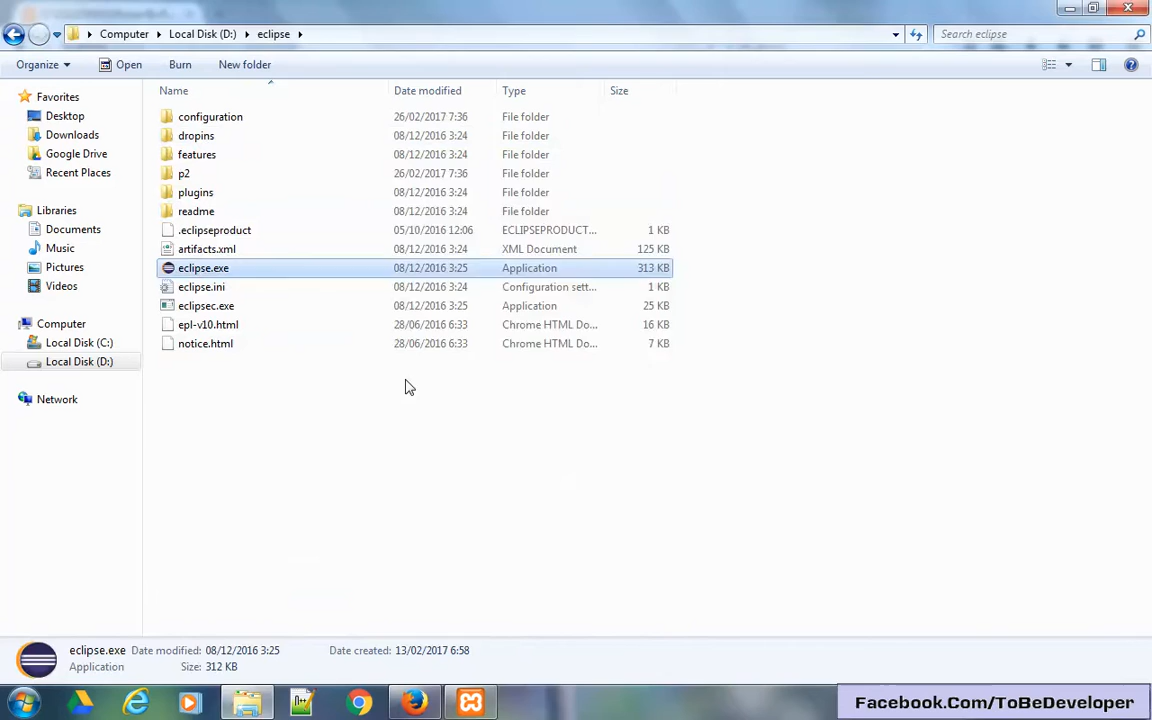 Computer Local Disk (D:) eclipse Search eclipse
Organize Open Burn New folder
Name Date modified Type Size
Favorites
Desktop
Downloads
Google Drive
Recent Places
Libraries
Documents
Music
Pictures
Videos
Computer
Local Disk (C:)
Local Disk (D:)
Network
configuration 26/02/2017 7:36 File folder
dropins 08/12/2016 3:24 File folder
features 08/12/2016 3:24 File folder
p2 26/02/2017 7:36 File folder
plugins 08/12/2016 3:24 File folder
readme 08/12/2016 3:24 File folder
.eclipseproduct 05/10/2016 12:06 ECLIPSEPRODUCT... 1 KB
artifacts.xml 08/12/2016 3:24 XML Document 125 KB
eclipse.exe 08/12/2016 3:25 Application 313 KB
eclipse.ini 08/12/2016 3:24 Configuration sett... 1 KB
eclipsec.exe 08/12/2016 3:25 Application 25 KB
epl-v10.html 28/06/2016 6:33 Chrome HTML Do... 16 KB
notice.html 28/06/2016 6:33 Chrome HTML Do... 7 KB
eclipse.exe Date modified: 08/12/2016 3:25 Date created: 13/02/2017 6:58
Application Size: 312 KB
Facebook.Com/ToBeDeveloper